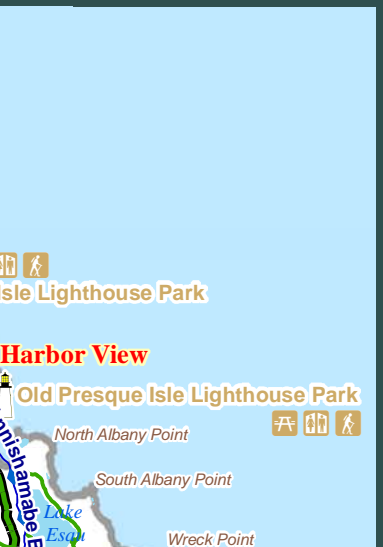 Isle Lighthouse Park
Harbor View
Old Presque Isle Lighthouse Park
North Albany Point
South Albany Point
Lake
Esau
Wreck Point